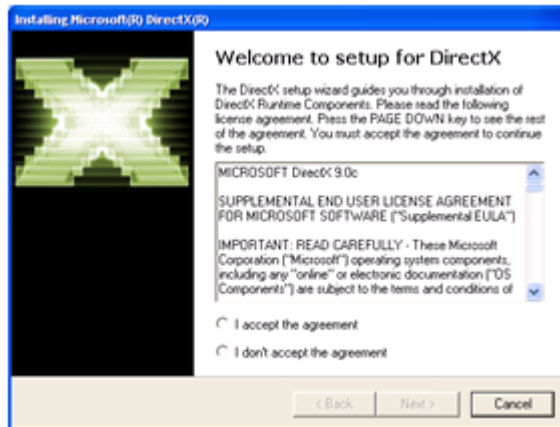 Installing Microsoft(R) DirectX(R)
Welcome to setup for DirectX
The DirectX setup wizard guides you through installation of
DirectX Runtime Components. Please read the following
license agreement. Press the PAGE DOWN key to see the rest
of the agreement. You must accept the agreement to continue
the setup.
MICROSOFT DirectX 9.0c
SUPPLEMENTAL END USER LICENSE AGREEMENT
FOR MICROSOFT SOFTWARE ("Supplemental EULA")
IMPORTANT: READ CAREFULLY - These Microsoft
Corporation ("Microsoft") operating system components,
including any "online" or electronic documentation ("OS
Components") are subject to the terms and conditions of
I accept the agreement
I don't accept the agreement
< Back
Next >
Cancel